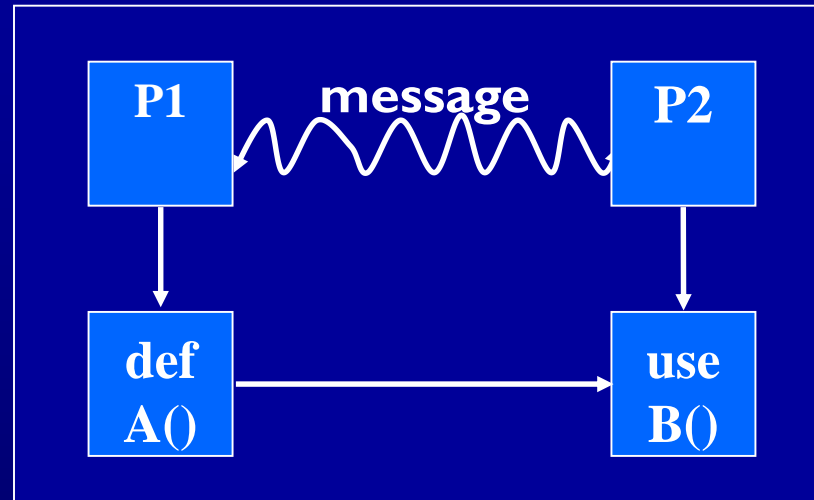 P1
message
P2
def
A()
use
B()